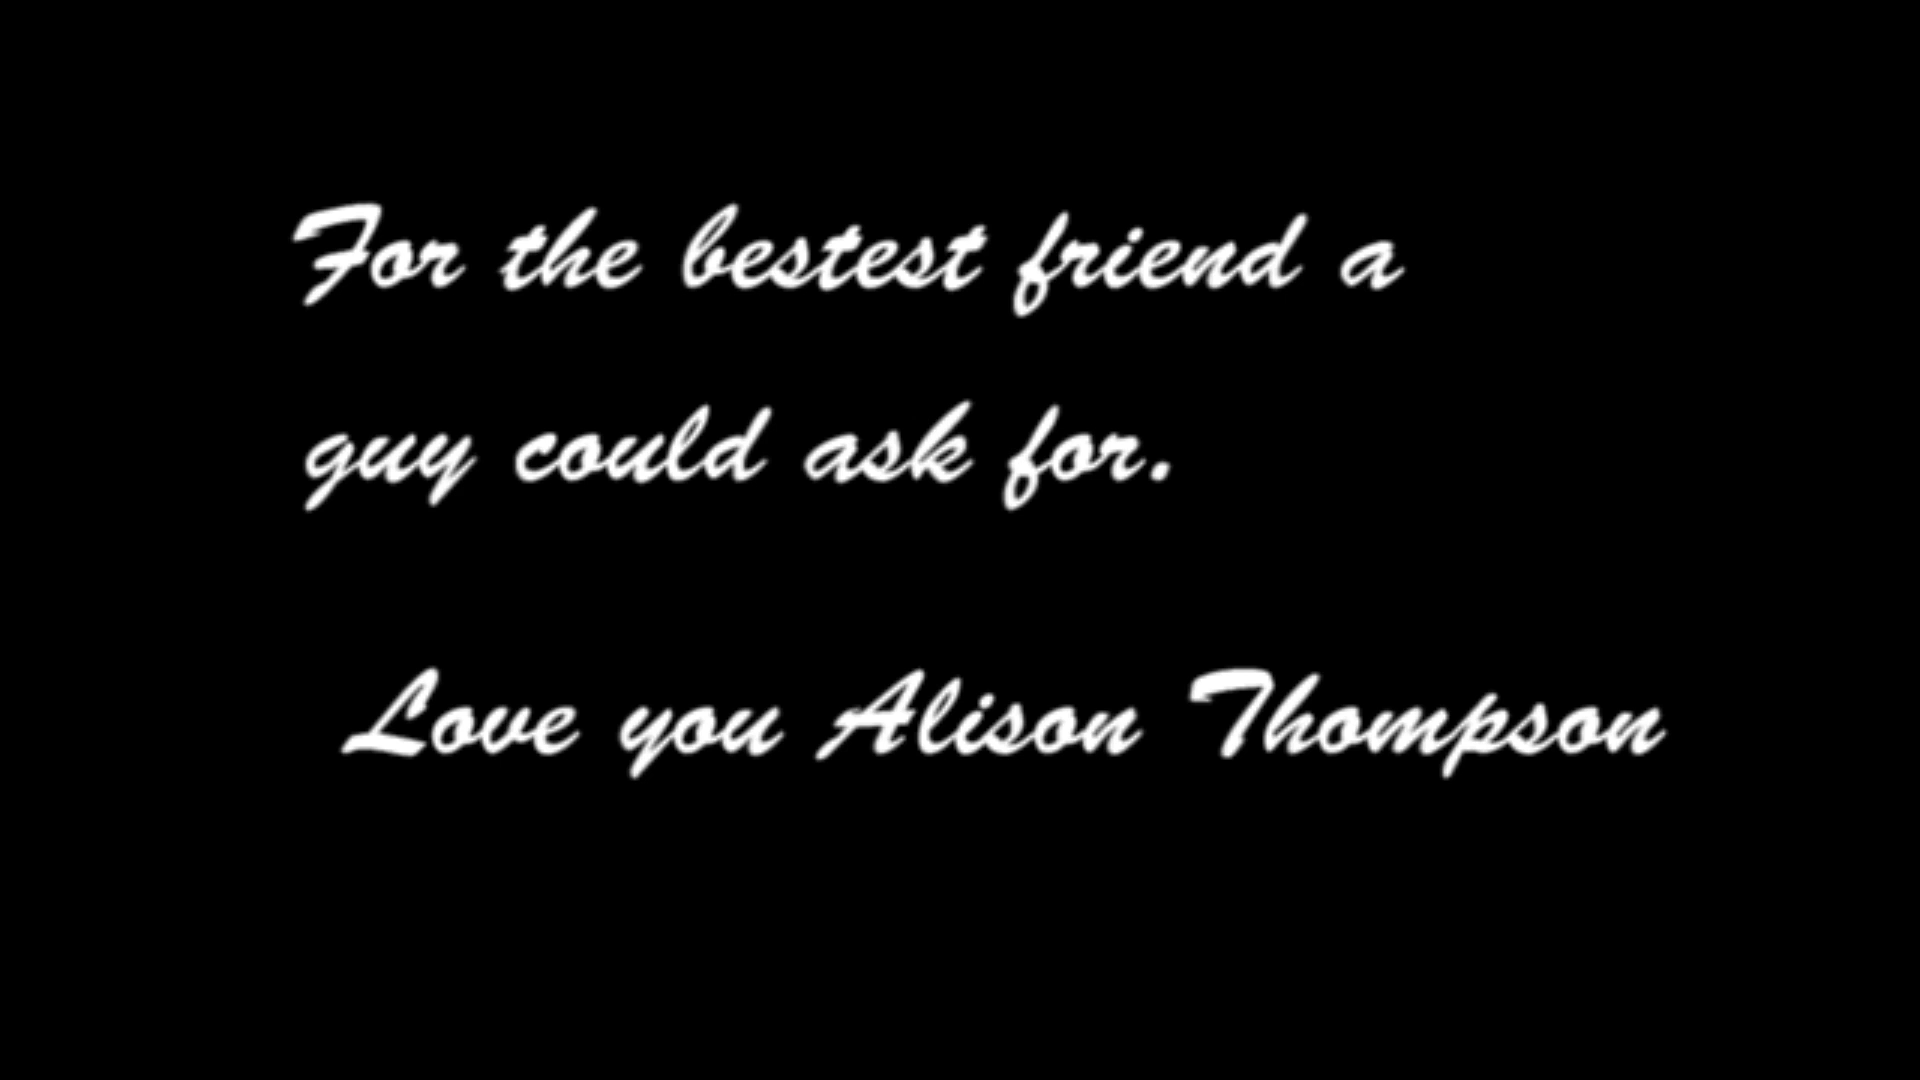 For the bestest friend a
guy could ask for.
Love you Alison Thompson